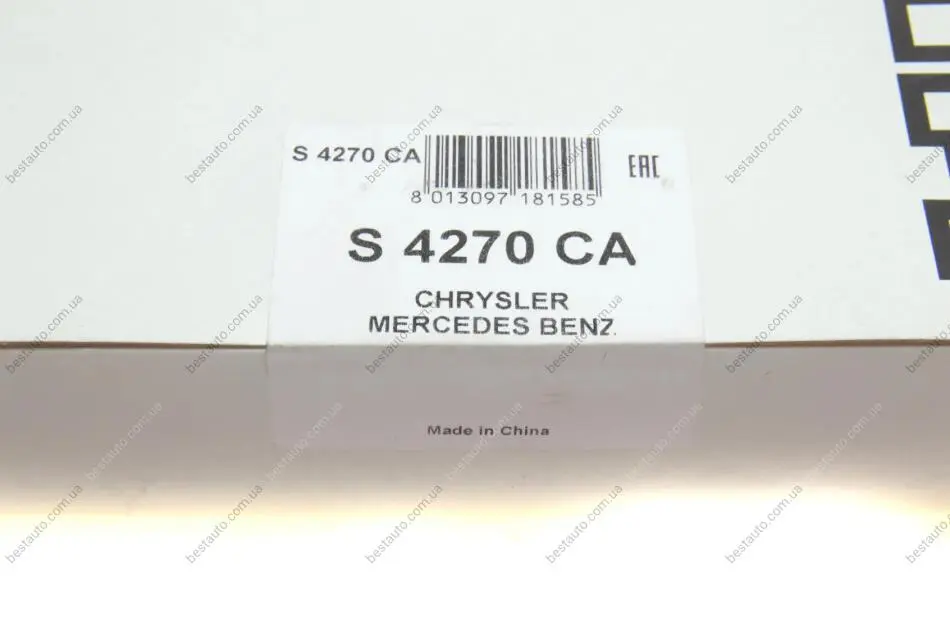 S 4270 CA
8 013097 181585
EAC
S 4270 CA
CHRYSLER
MERCEDES BENZ
Made in China
bestauto.com.ua